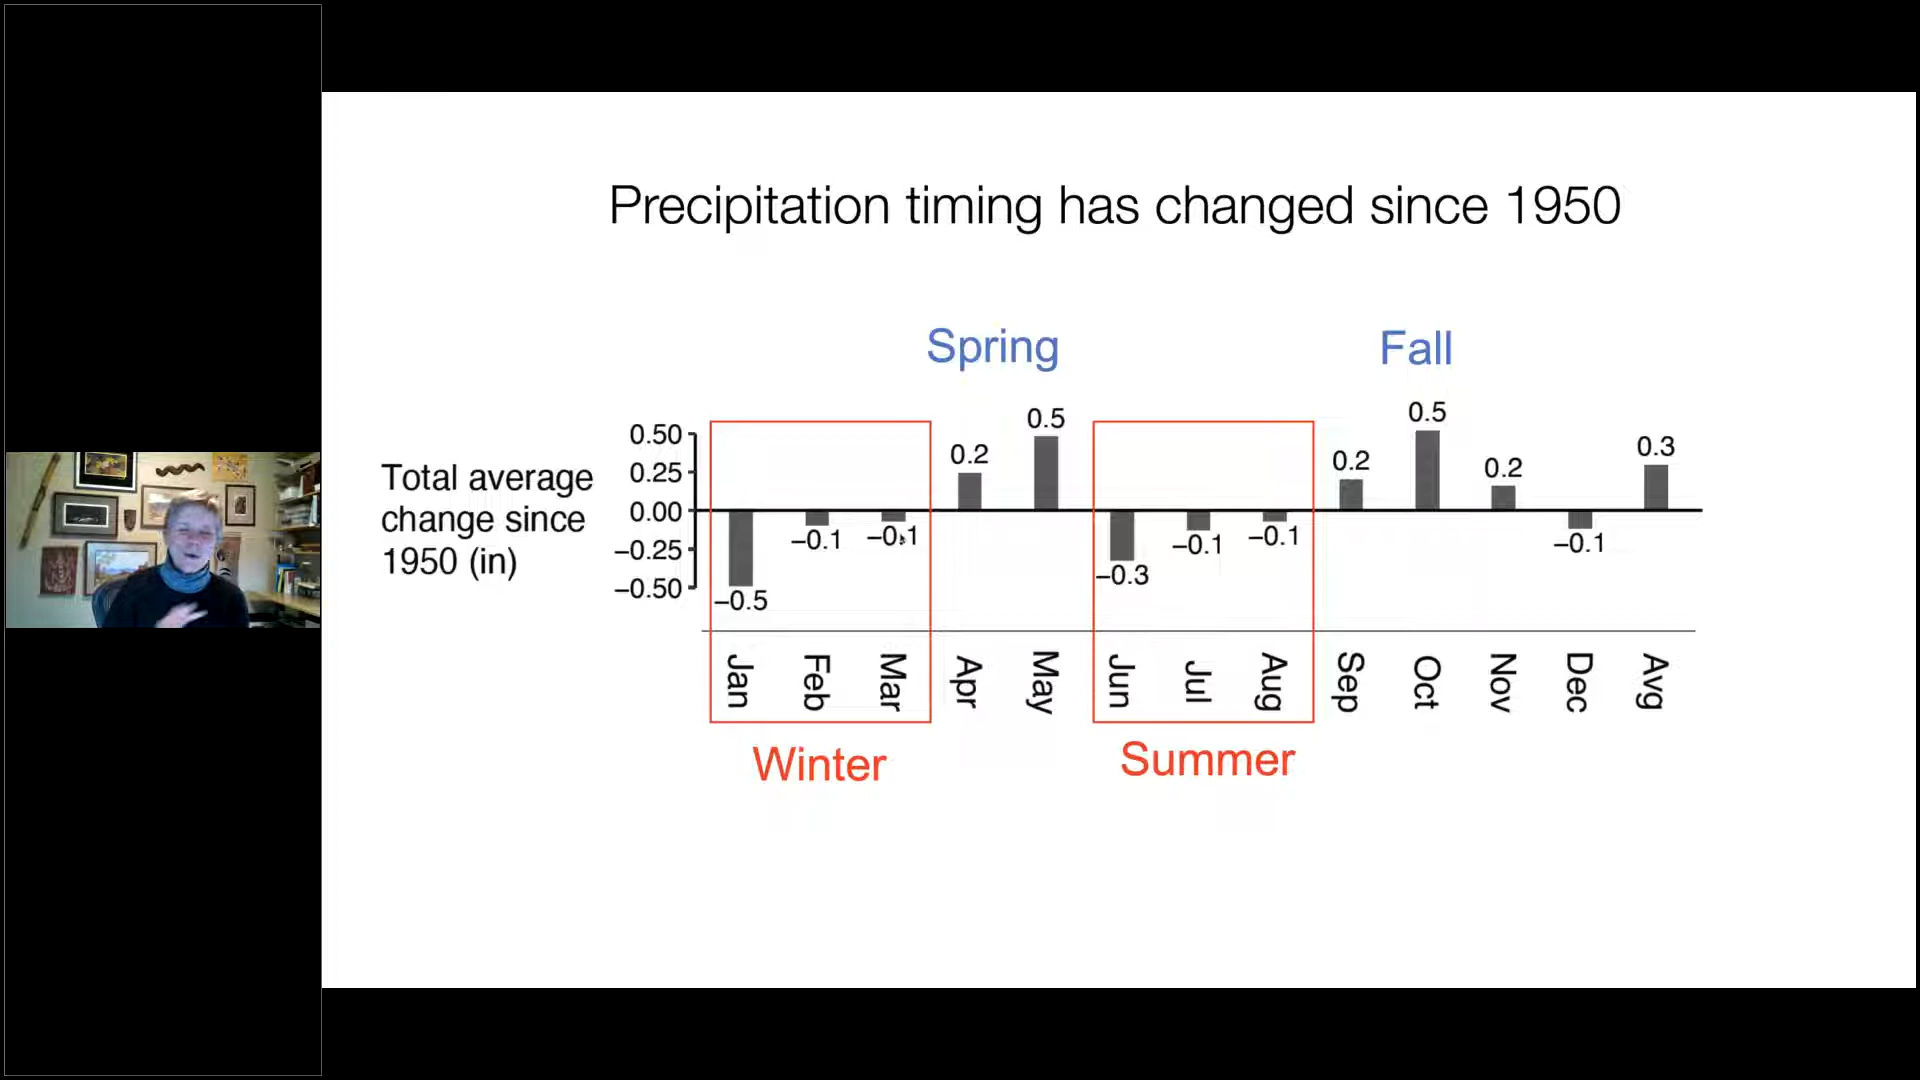 Precipitation timing has changed since 1950
Spring
Fall
Total average
change since
1950 (in)
0.50
0.25
0.00
−0.25
−0.50
−0.5
−0.1
−0.1
0.2
0.5
−0.3
−0.1
−0.1
0.2
0.5
0.2
−0.1
0.3
Jan
Feb
Mar
Apr
May
Jun
Jul
Aug
Sep
Oct
Nov
Dec
Avg
Winter
Summer